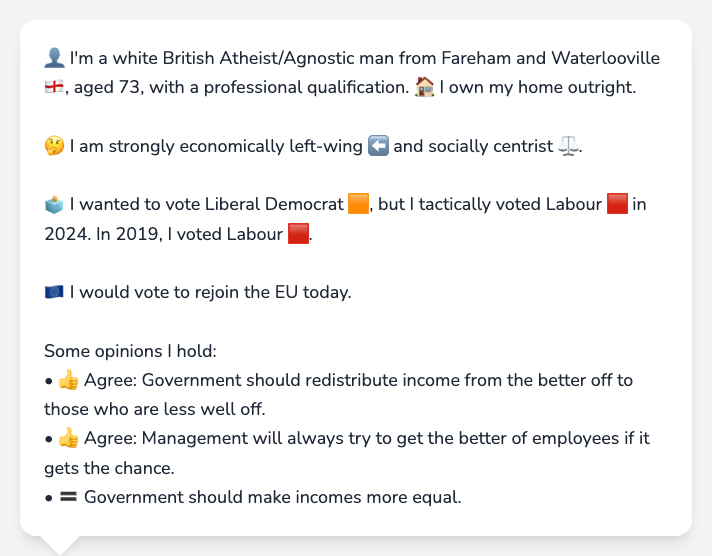 👤 I'm a white British Atheist/Agnostic man from Fareham and Waterlooville
🏴󠁧󠁢󠁥󠁮󠁧󠁿, aged 73, with a professional qualification. 🏠 I own my home outright.
🤔 I am strongly economically left-wing ⬅️ and socially centrist ⚖️.
🗳️ I wanted to vote Liberal Democrat 🟧, but I tactically voted Labour 🟥 in
2024. In 2019, I voted Labour 🟥.
🇪🇺 I would vote to rejoin the EU today.
Some opinions I hold:
• 👍 Agree: Government should redistribute income from the better off to
those who are less well off.
• 👍 Agree: Management will always try to get the better of employees if it
gets the chance.
• 🟰 Government should make incomes more equal.